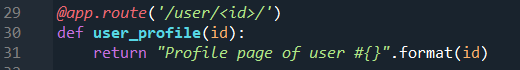 29 @app.route('/user/<id>/')
30 def user_profile(id):
31     return "Profile page of user #{}".format(id)